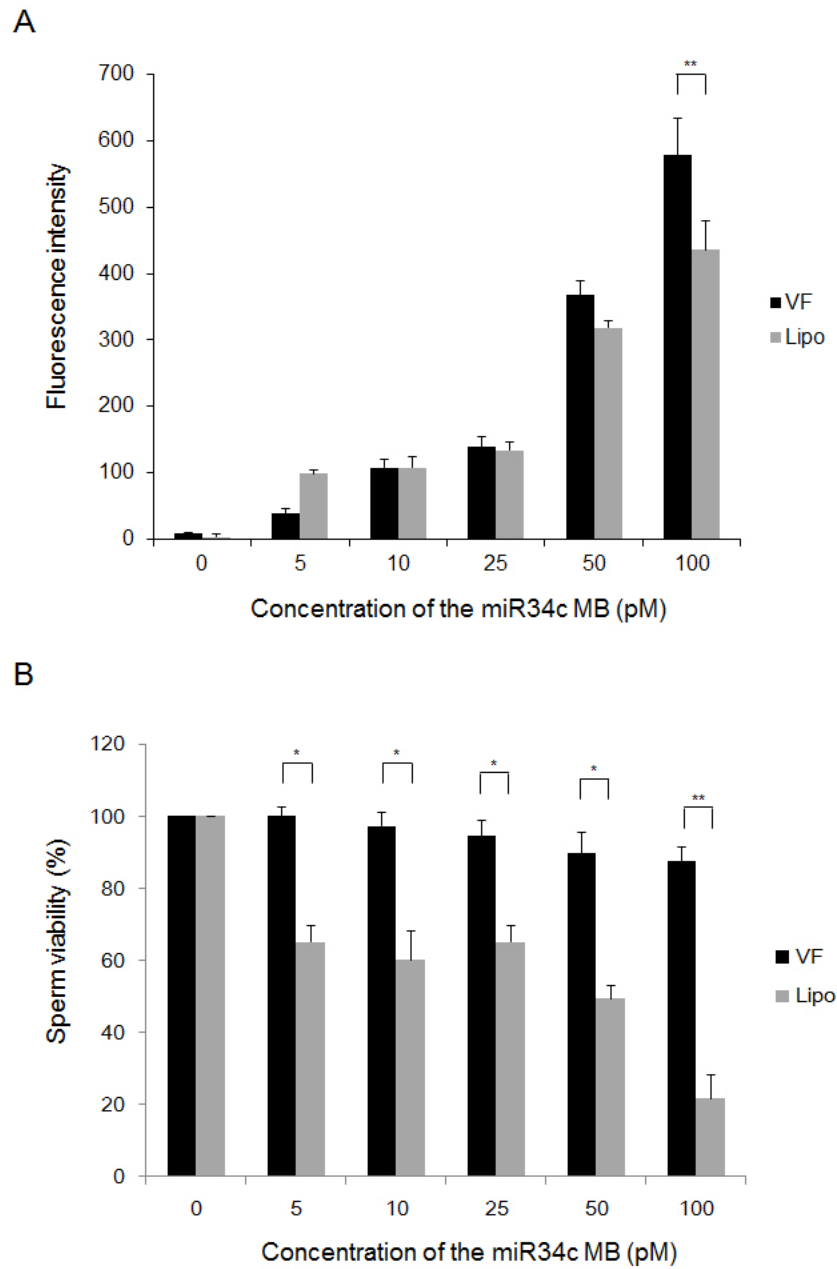 A
700
600
500
400
300
200
100
0
Fluorescence intensity
**
VF
Lipo
0 5 10 25 50 100
Concentration of the miR34c MB (pM)
B
120
100
80
60
40
20
0
Sperm viability (%)
* * * * **
VF
Lipo
0 5 10 25 50 100
Concentration of the miR34c MB (pM)